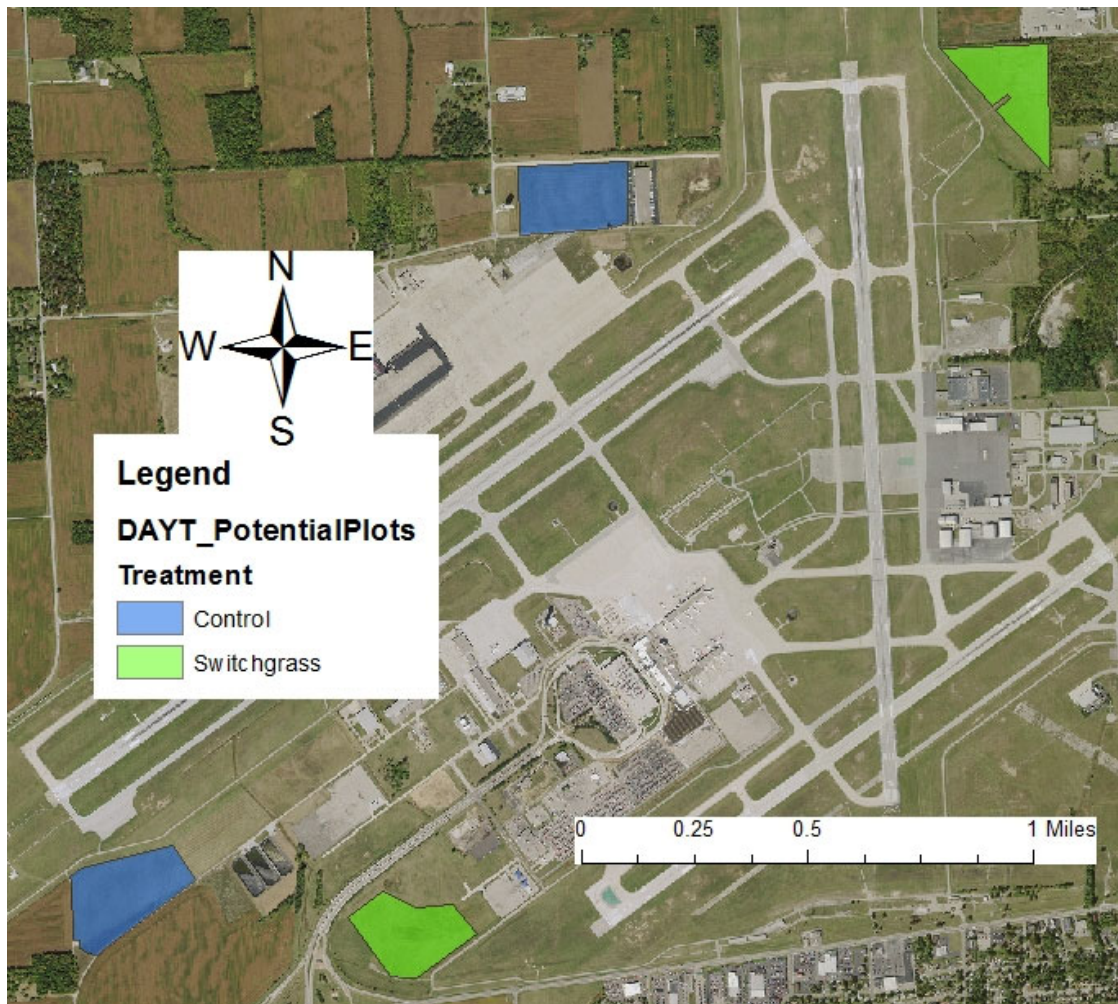 N
W E
S
Legend
DAYT_PotentialPlots
Treatment
Control
Switchgrass
0 0.25 0.5 1 Miles